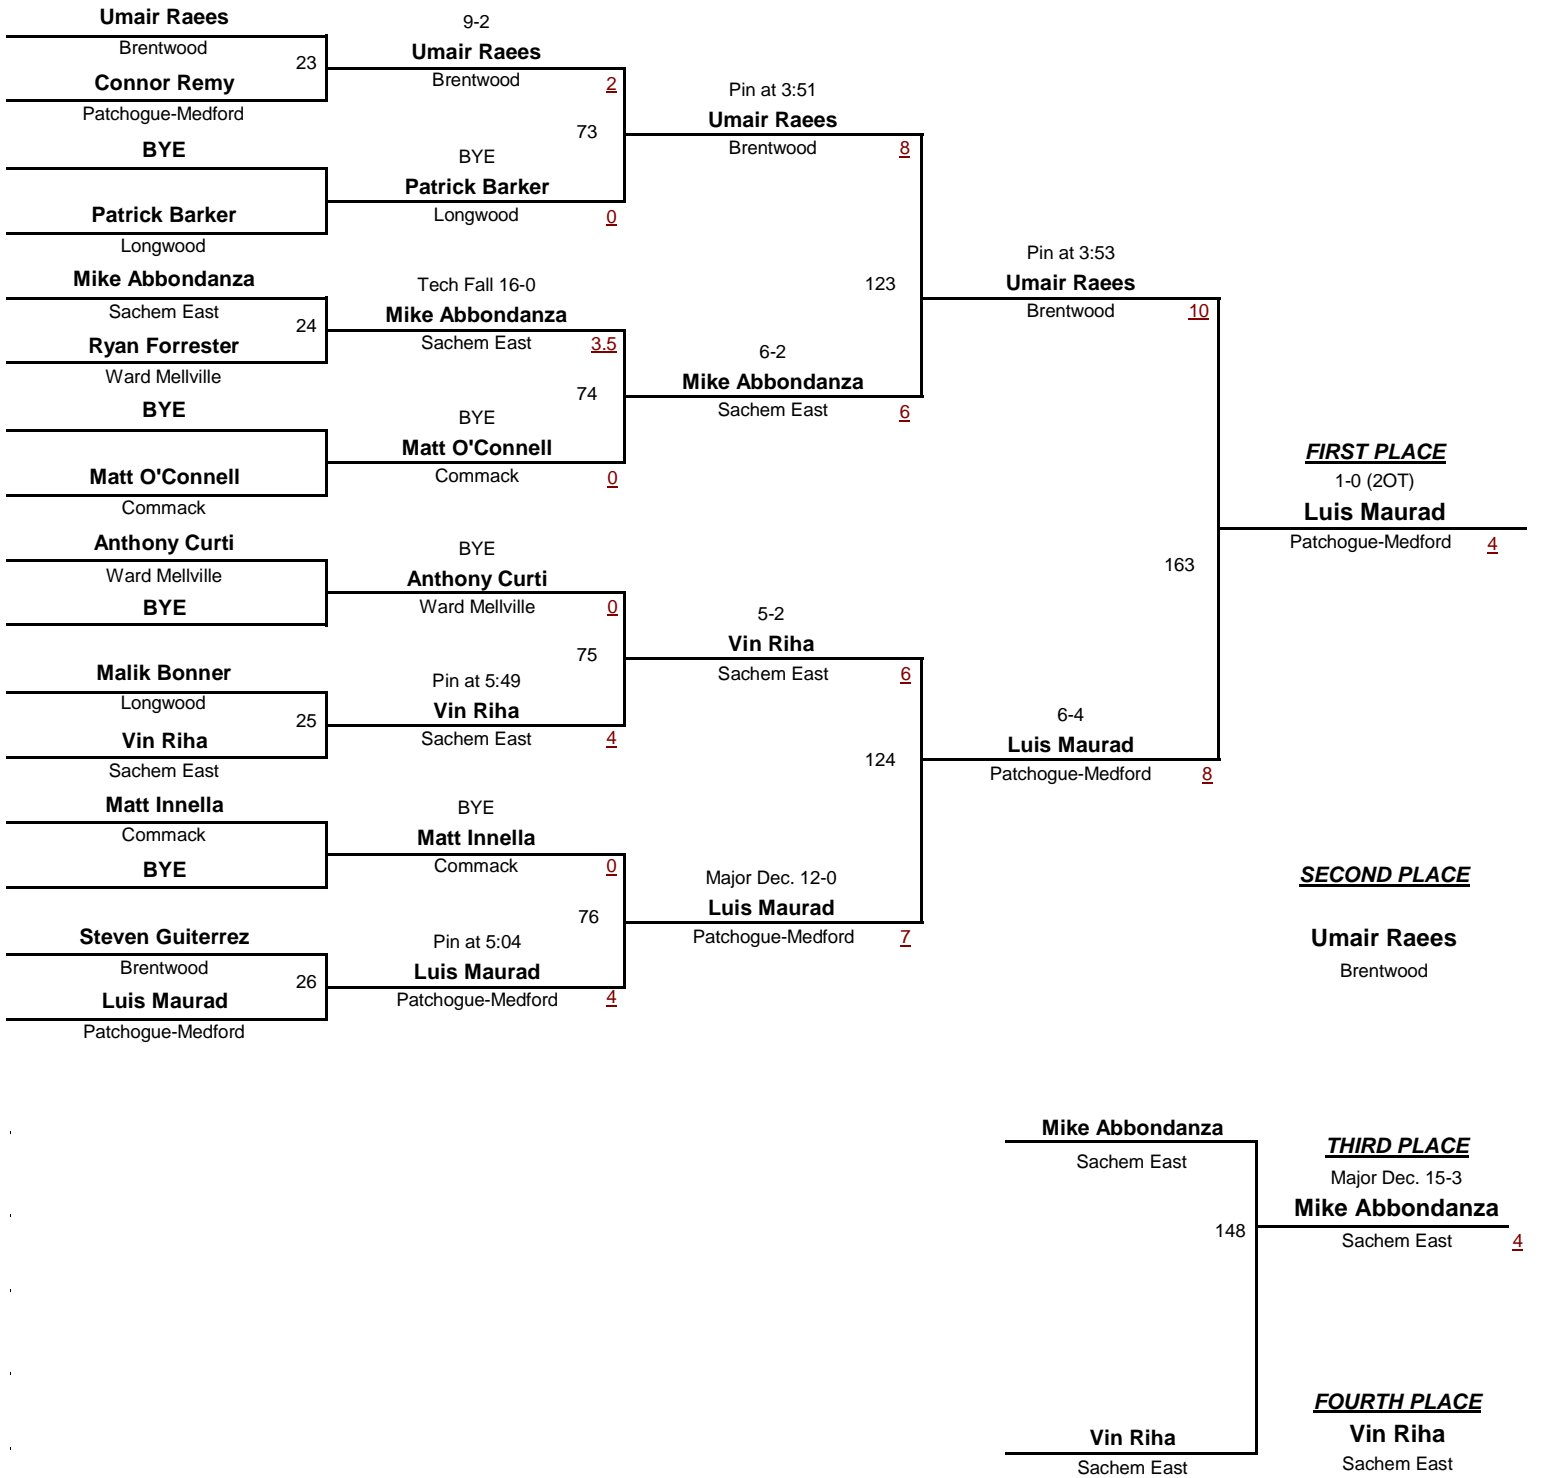 Umair Raees
Brentwood
23
Connor Remy
Patchogue-Medford
BYE
Patrick Barker
Longwood
Mike Abbondanza
Sachem East
24
Ryan Forrester
Ward Mellville
BYE
Matt O'Connell
Commack
Anthony Curti
Ward Mellville
BYE
Malik Bonner
Longwood
25
Vin Riha
Sachem East
Matt Innella
Commack
BYE
Steven Guiterrez
Brentwood
26
Luis Maurad
Patchogue-Medford
9-2
Umair Raees
Brentwood
2
73
BYE
Patrick Barker
Longwood
0
Tech Fall 16-0
Mike Abbondanza
Sachem East
3.5
74
BYE
Matt O'Connell
Commack
0
BYE
Anthony Curti
Ward Mellville
0
75
Pin at 5:49
Vin Riha
Sachem East
4
BYE
Matt Innella
Commack
0
76
Pin at 5:04
Luis Maurad
Patchogue-Medford
4
Pin at 3:51
Umair Raees
Brentwood
8
123
6-2
Mike Abbondanza
Sachem East
6
5-2
Vin Riha
Sachem East
6
124
Major Dec. 12-0
Luis Maurad
Patchogue-Medford
7
Pin at 3:53
Umair Raees
Brentwood
10
163
6-4
Luis Maurad
Patchogue-Medford
8
FIRST PLACE
1-0 (2OT)
Luis Maurad
Patchogue-Medford
4
SECOND PLACE
Umair Raees
Brentwood
Mike Abbondanza
Sachem East
148
Vin Riha
Sachem East
THIRD PLACE
Major Dec. 15-3
Mike Abbondanza
Sachem East
4
FOURTH PLACE
Vin Riha
Sachem East